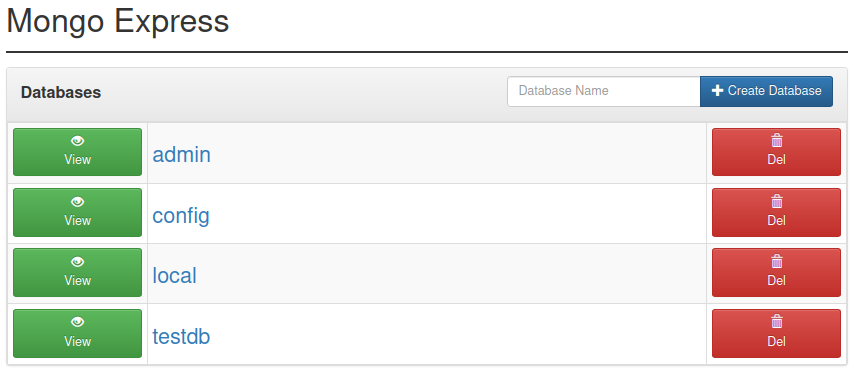 Mongo Express
Databases
Database Name
Create Database
View
admin
Del
View
config
Del
View
local
Del
View
testdb
Del